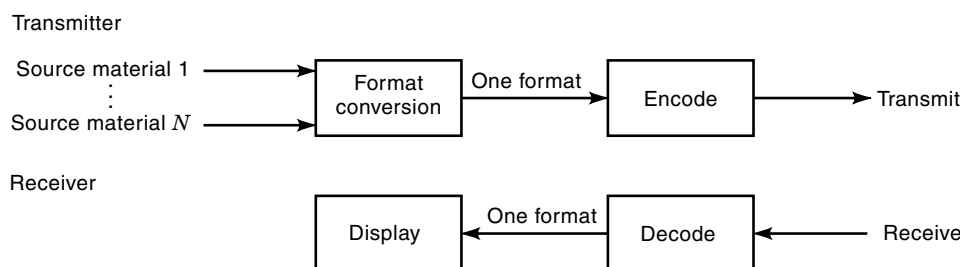 Transmitter
Source material 1
Source material N
Format
conversion
One format
Encode
Transmit
Receiver
Display
One format
Decode
Receive